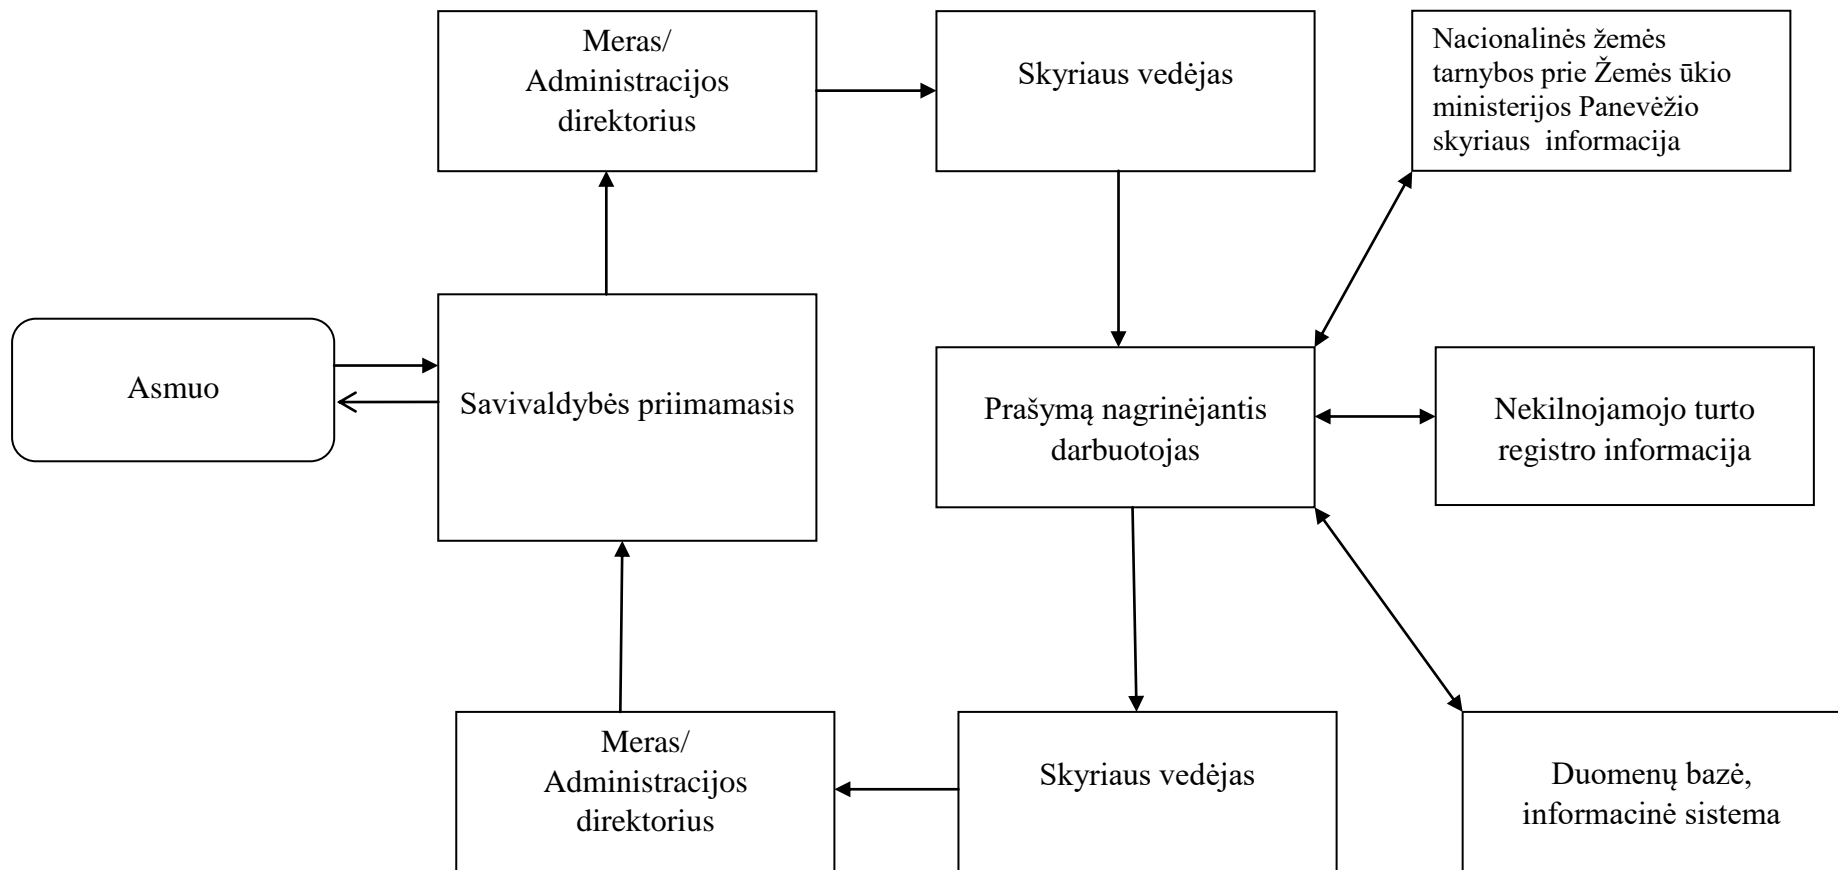 Meras/
Administracijos
direktorius
Skyriaus vedėjas
Nacionalinės žemės
tarnybos prie Žemės ūkio
ministerijos Panevėžio
skyriaus informacija
Asmuo
Savivaldybės priimamasis
Prašymą nagrinėjantis
darbuotojas
Nekilnojamojo turto
registro informacija
Meras/
Administracijos
direktorius
Skyriaus vedėjas
Duomenų bazė,
informacinė sistema